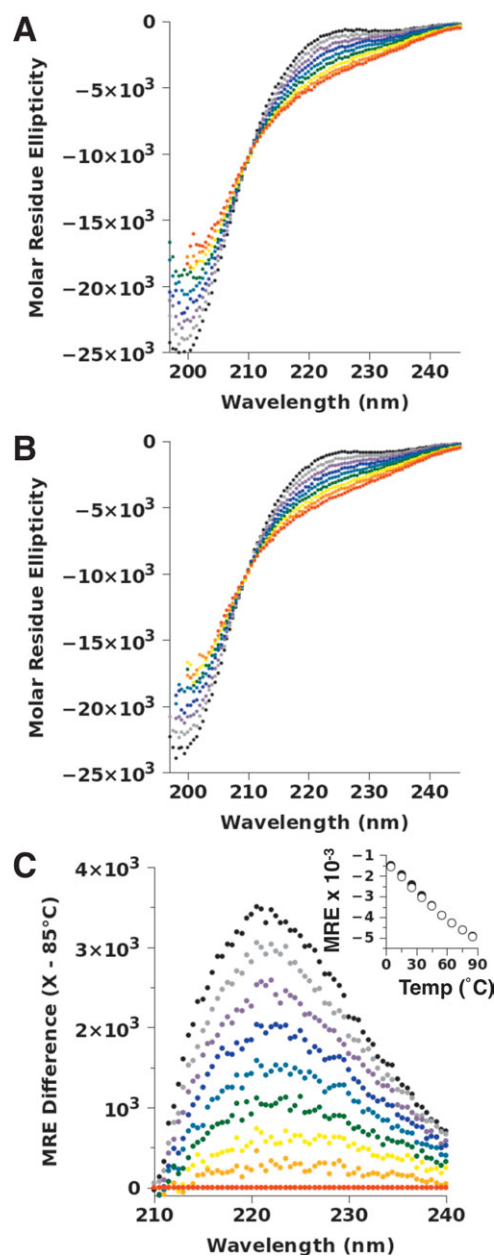 A
0
−5×10³
−10×10³
−15×10³
−20×10³
−25×10³
Molar Residue Ellipticity
200 210 220 230 240
Wavelength (nm)
B
0
−5×10³
−10×10³
−15×10³
−20×10³
−25×10³
Molar Residue Ellipticity
200 210 220 230 240
Wavelength (nm)
C
4×10³
3×10³
2×10³
10³
0
MRE Difference (X - 85°C)
210 220 230 240
Wavelength (nm)
MRE x 10⁻³
−1
−2
−3
−4
−5
0 30 60 90
Temp (°C)